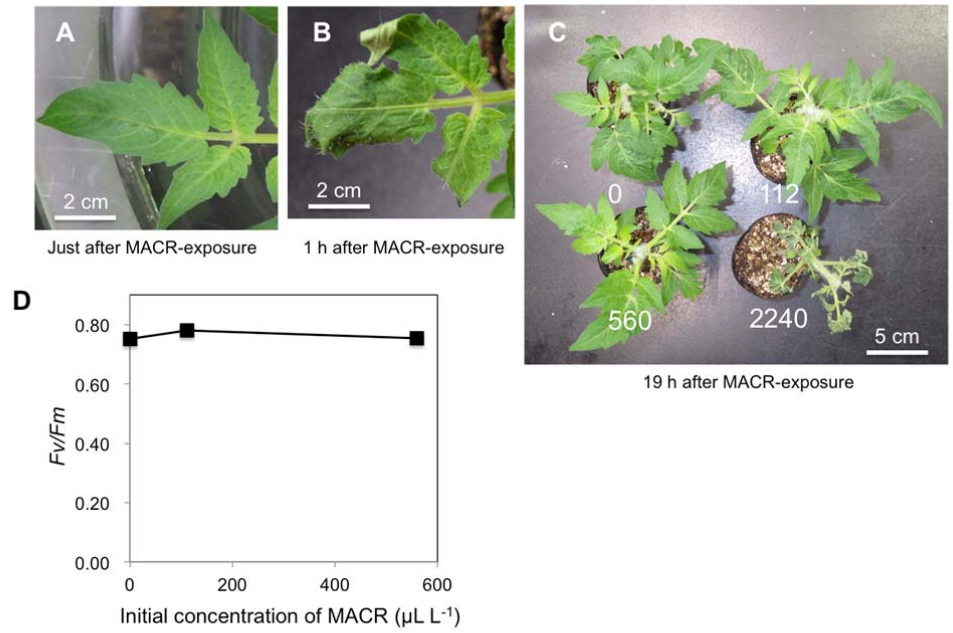 A
2 cm
Just after MACR-exposure
B
2 cm
1 h after MACR-exposure
C
0
112
560
2240
5 cm
19 h after MACR-exposure
D
0.80
0.60
0.40
0.20
0.00
Fv/Fm
0 200 400 600
Initial concentration of MACR (µL L⁻¹)